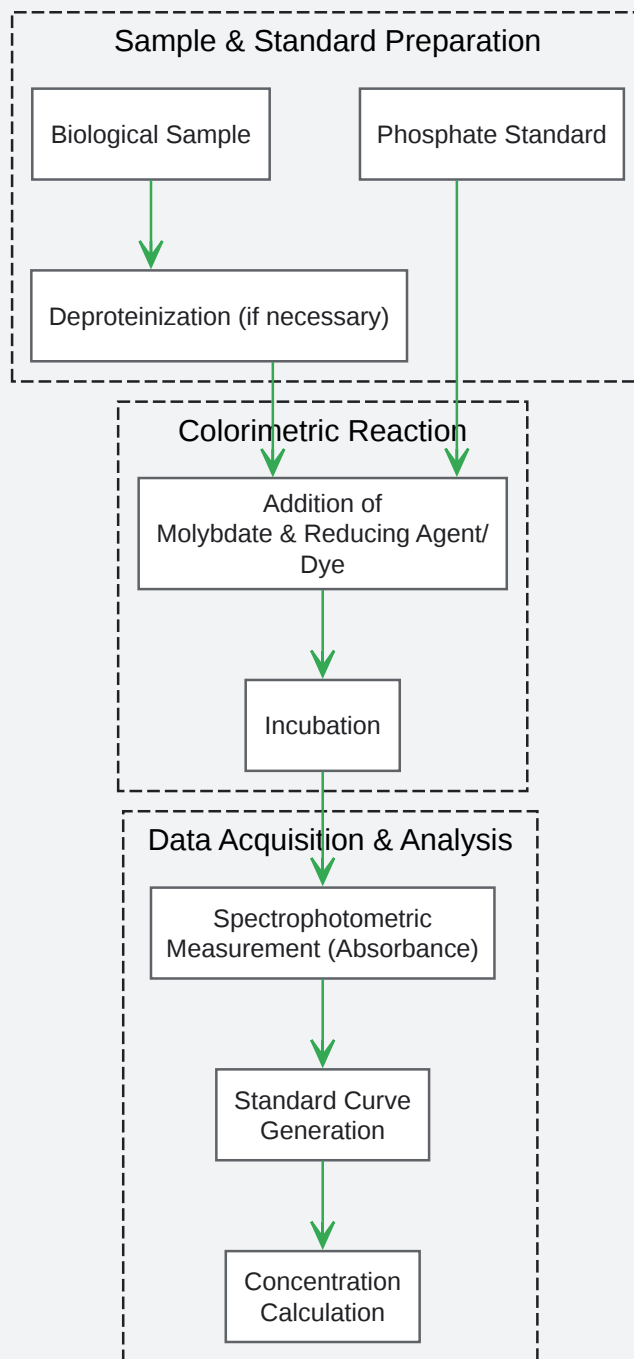 Sample & Standard Preparation
Biological Sample
Phosphate Standard
Deproteinization (if necessary)
Colorimetric Reaction
Addition of
Molybdate & Reducing Agent/
Dye
Incubation
Data Acquisition & Analysis
Spectrophotometric
Measurement (Absorbance)
Standard Curve
Generation
Concentration
Calculation